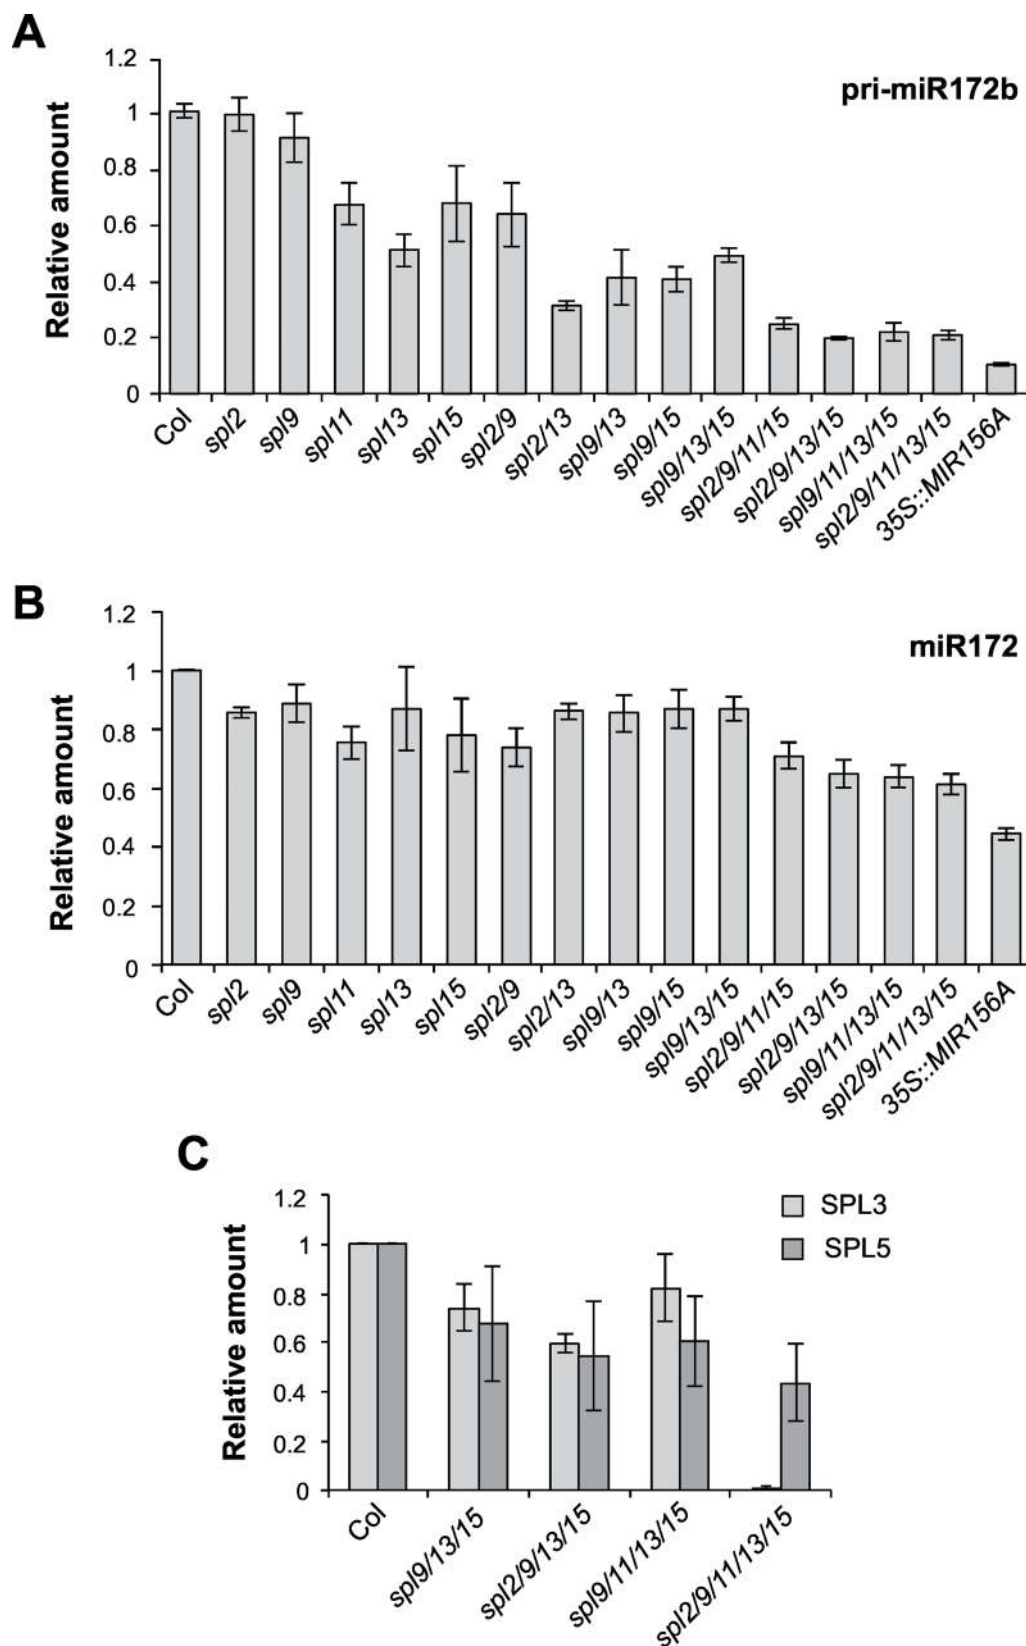 A
pri-miR172b
Relative amount
1.2
1
0.8
0.6
0.4
0.2
0
Col
spl2
spl9
spl11
spl13
spl15
spl2/9
spl2/13
spl9/13
spl9/15
spl9/13/15
spl2/9/11/15
spl2/9/13/15
spl9/11/13/15
spl2/9/11/13/15
35S::MIR156A
B
miR172
Relative amount
1.2
1
0.8
0.6
0.4
0.2
0
Col
spl2
spl9
spl11
spl13
spl15
spl2/9
spl2/13
spl9/13
spl9/15
spl9/13/15
spl2/9/11/15
spl2/9/13/15
spl9/11/13/15
spl2/9/11/13/15
35S::MIR156A
C
SPL3
SPL5
Relative amount
1.2
1
0.8
0.6
0.4
0.2
0
Col
spl9/13/15
spl2/9/13/15
spl9/11/13/15
spl2/9/11/13/15